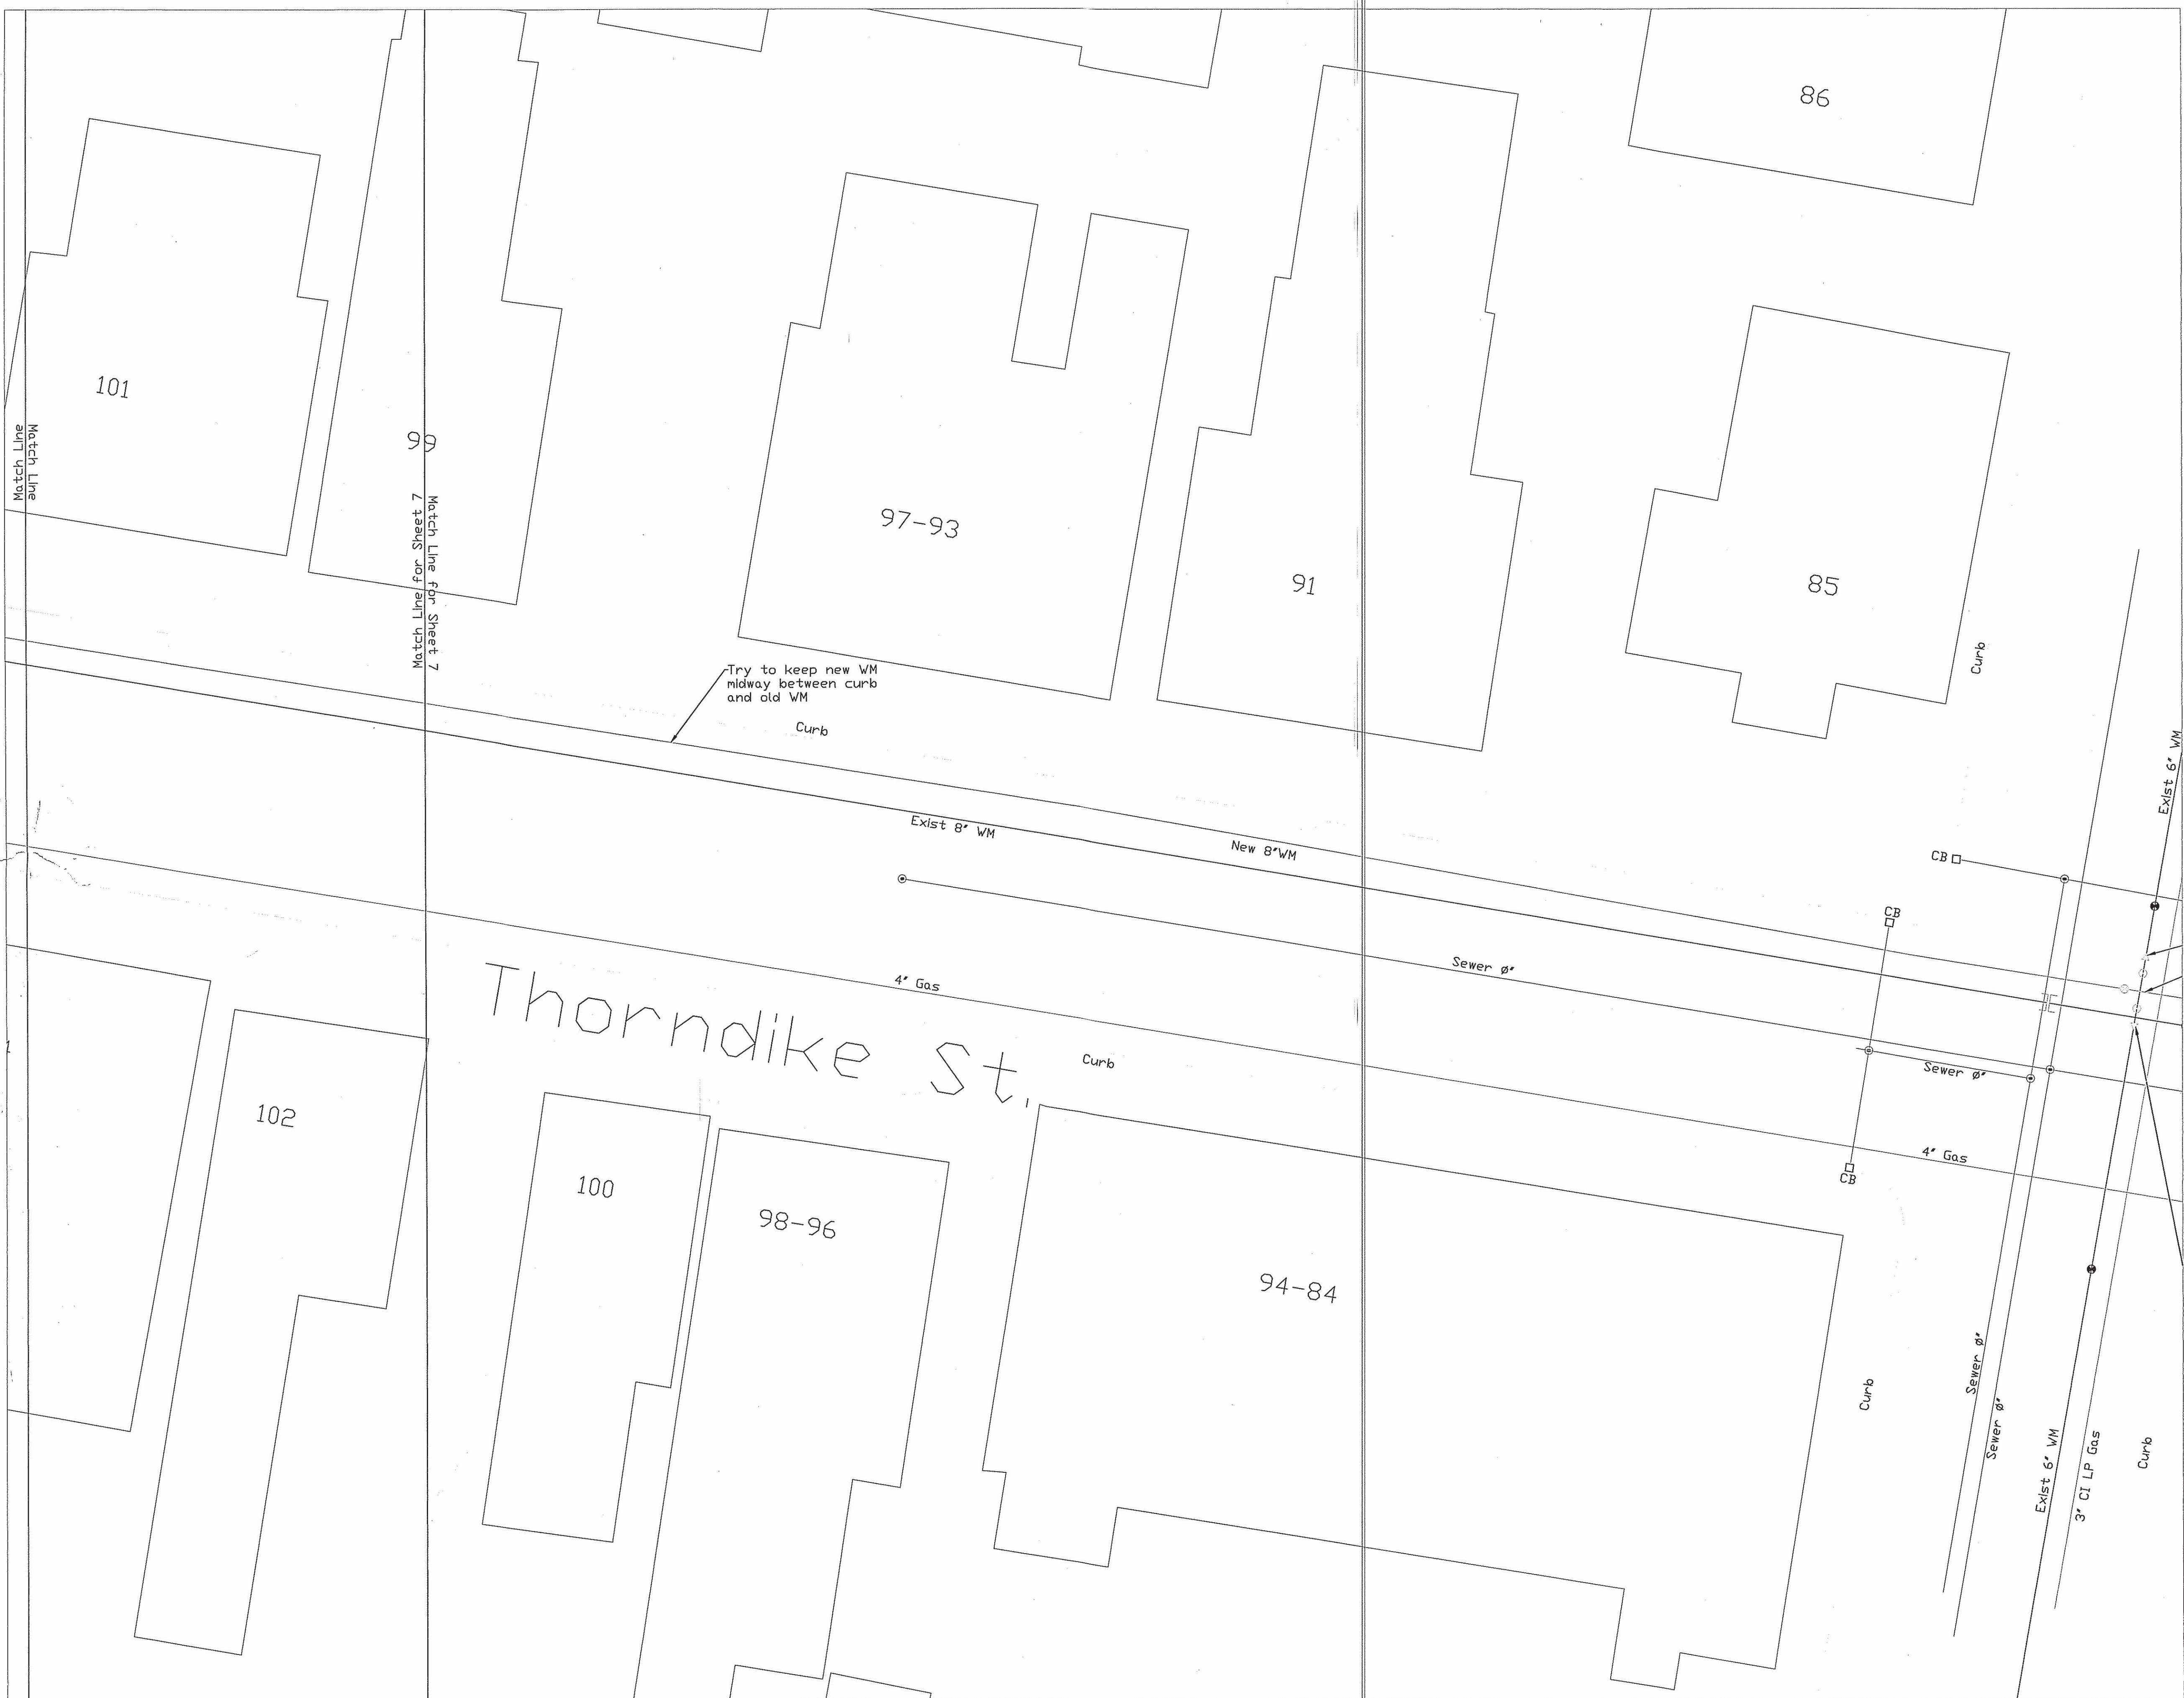 86
101
99
97-93
91
85
Match Line
Match Line
Match Line for Sheet 7
Match Line for Sheet 7
Try to keep new WM
midway between curb
and old WM
Curb
Curb
Exist 6" WM
Exist 8" WM
New 8"WM
CB
CB
Sewer ø"
4" Gas
Thorndike St.
Curb
Sewer ø"
CB
4" Gas
102
100
98-96
94-84
Sewer ø"
Sewer ø"
Curb
Exist 6" WM
3" CI LP Gas
Curb